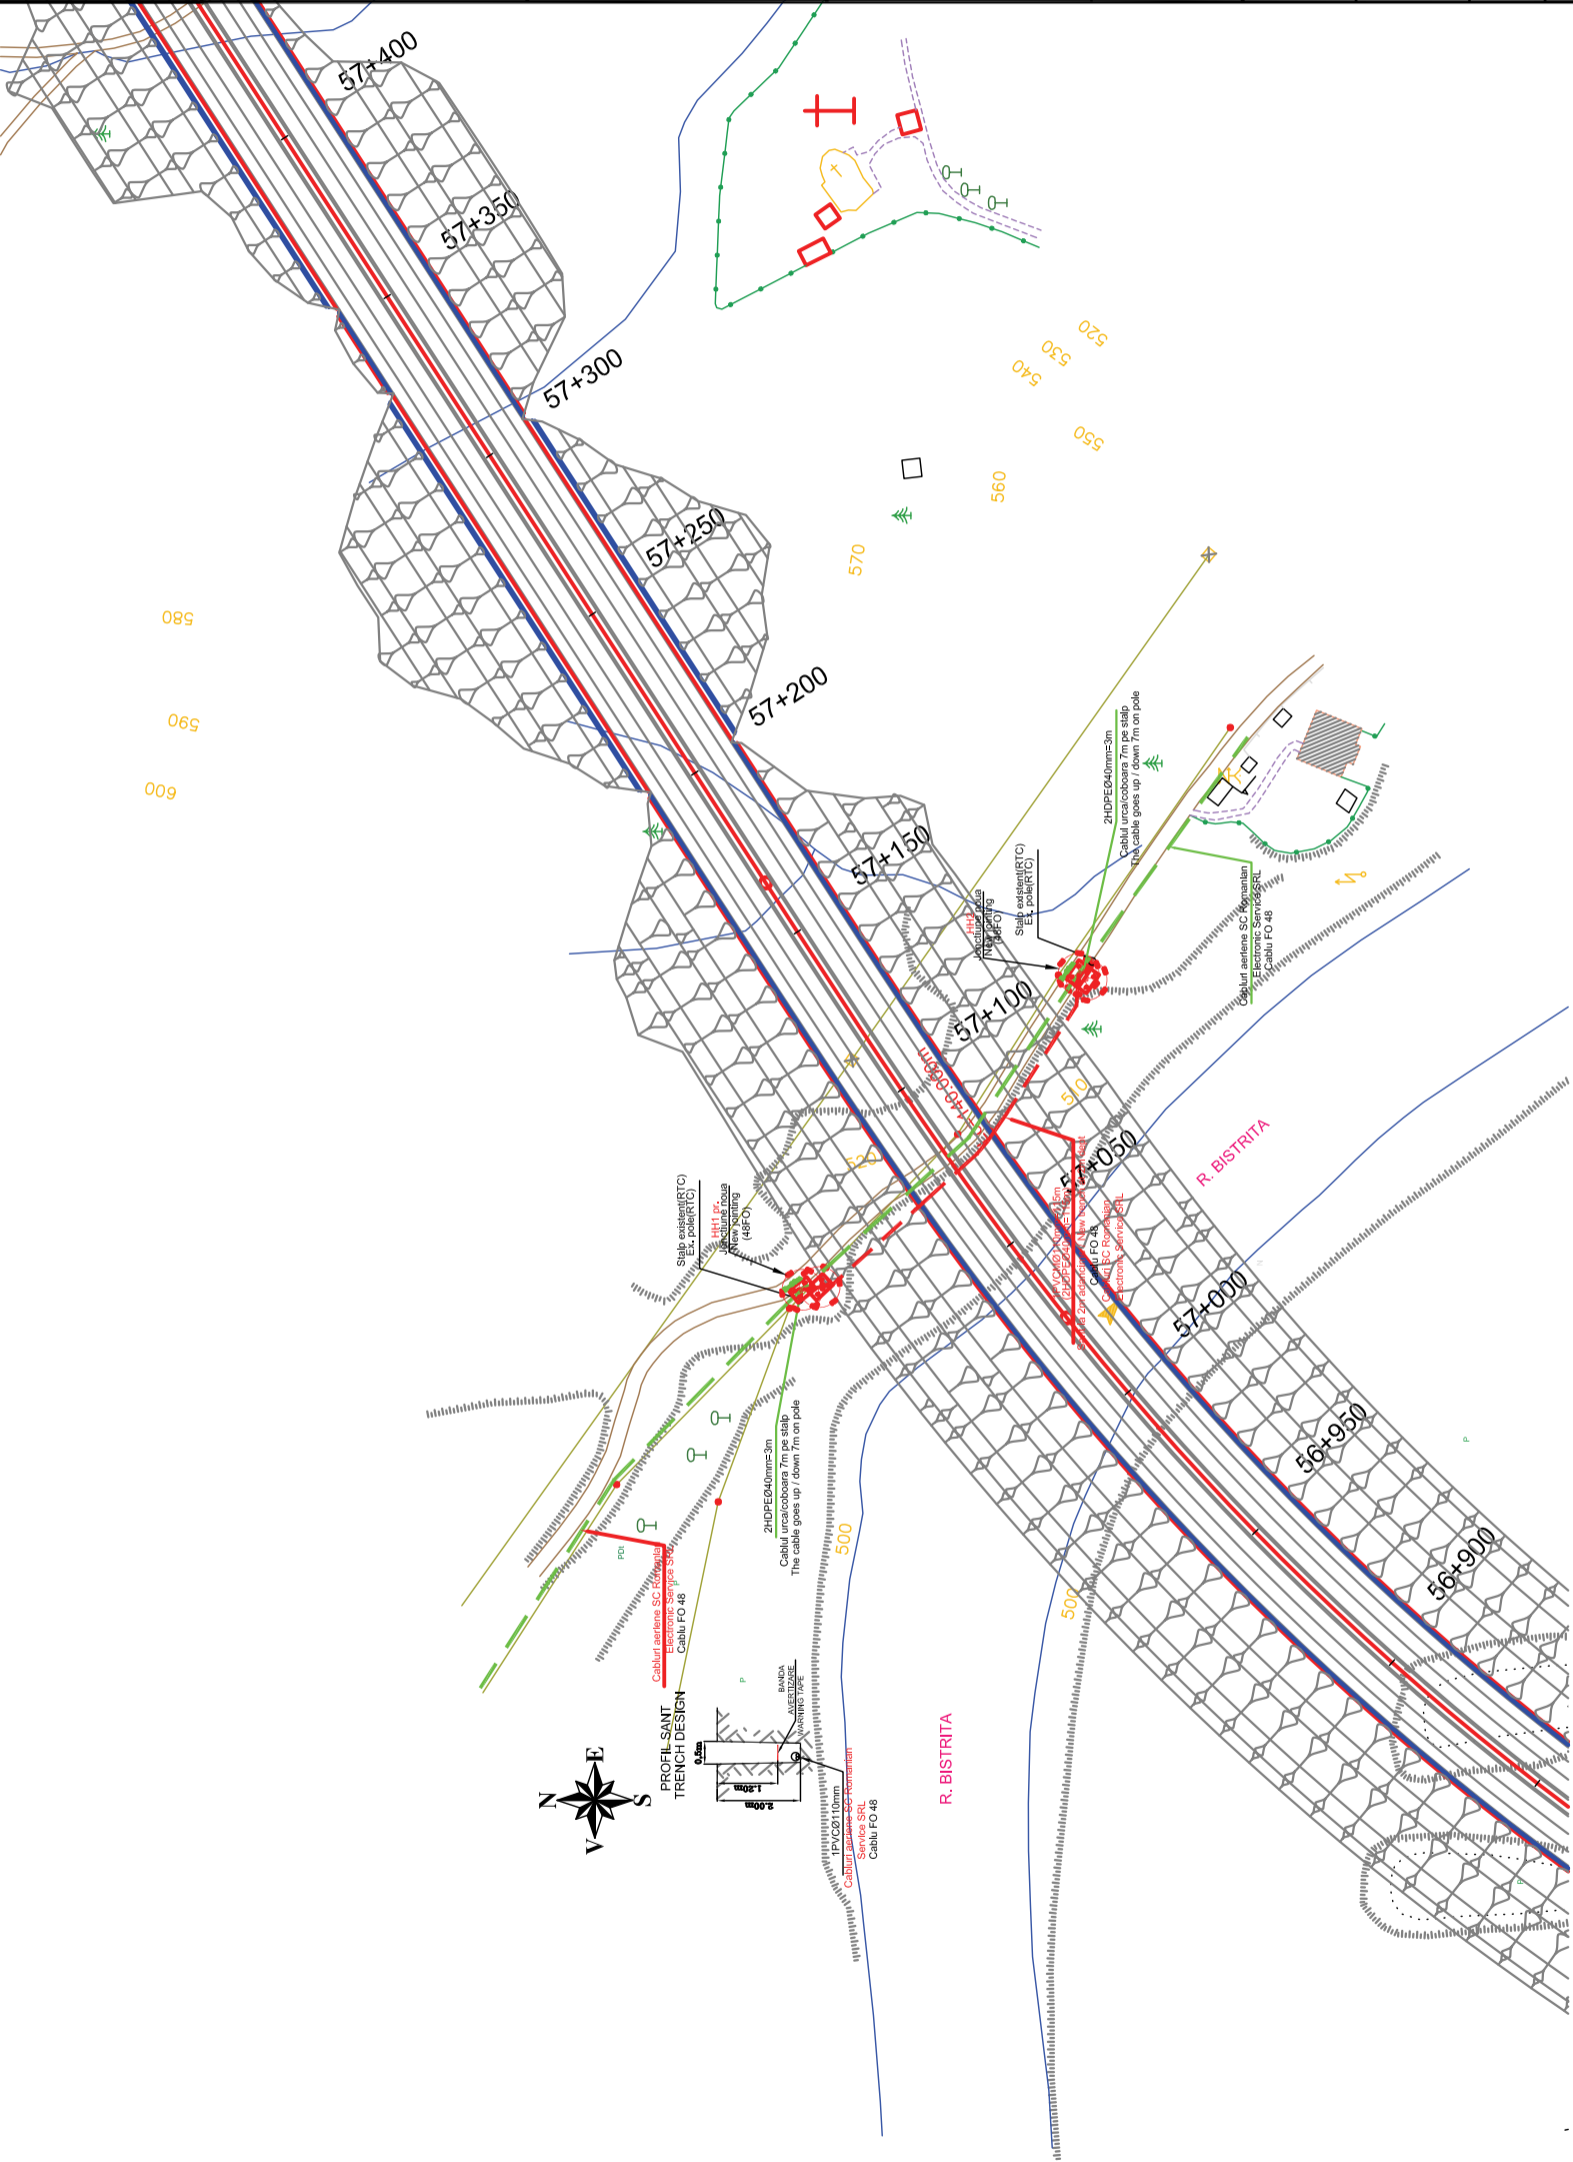 57+400
57+350
57+300
57+250
57+200
57+150
57+100
57+050
57+000
56+950
56+900
520
530
540
550
560
570
580
590
600
2HDPEØ40mm=3m
Cablul urca/coboara 7m pe stalp
The cable goes up / down 7m on pole
Stalp existent(RTC)
Ex. pole(RTC)
Jonctiune noua
New jointing
(48FO)
Cabluri aeriene SC Romanian
Electronic Service SRL
Cablu FO 48
510
520
R. BISTRITA
Stalp existent(RTC)
Ex. pole(RTC)
HH1 pr.
Jonctiune noua
New jointing
(48FO)
Cablu FO 48
Cabluri SC Romanian
Electronic Service SRL
2HDPEØ40mm=3m
Cablul urca/coboara 7m pe stalp
The cable goes up / down 7m on pole
500
500
PDt
P
P
P
Cabluri aeriene SC Romanian
Electronic Service SRL
Cablu FO 48
N
E
S
V
PROFIL SANT
TRENCH DESIGN
0,5m
1.20m
2.00m
BANDA
AVERTIZARE
WARNING TAPE
1PVCØ110mm
Cabluri aeriene SC Romanian
Service SRL
Cablu FO 48
R. BISTRITA